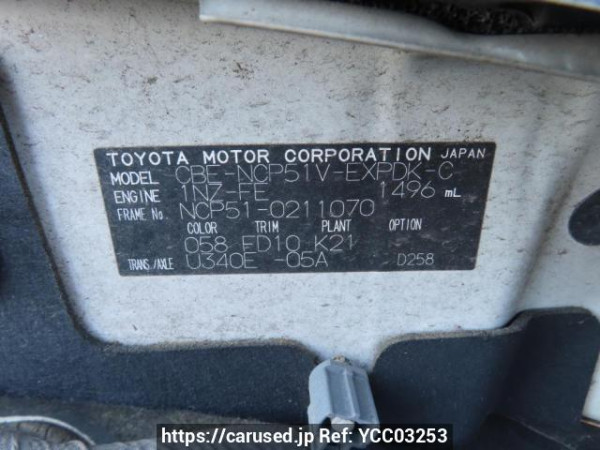 TOYOTA MOTOR CORPORATION JAPAN
MODEL CBE-NCP51V-EXPDK-C
ENGINE 1NZ-FE 1496 mL
FRAME No. NCP51-0211070
COLOR TRIM PLANT OPTION
058 FD10 K21
TRANS./AXLE U340E -05A D258
https://carused.jp Ref: YCC03253